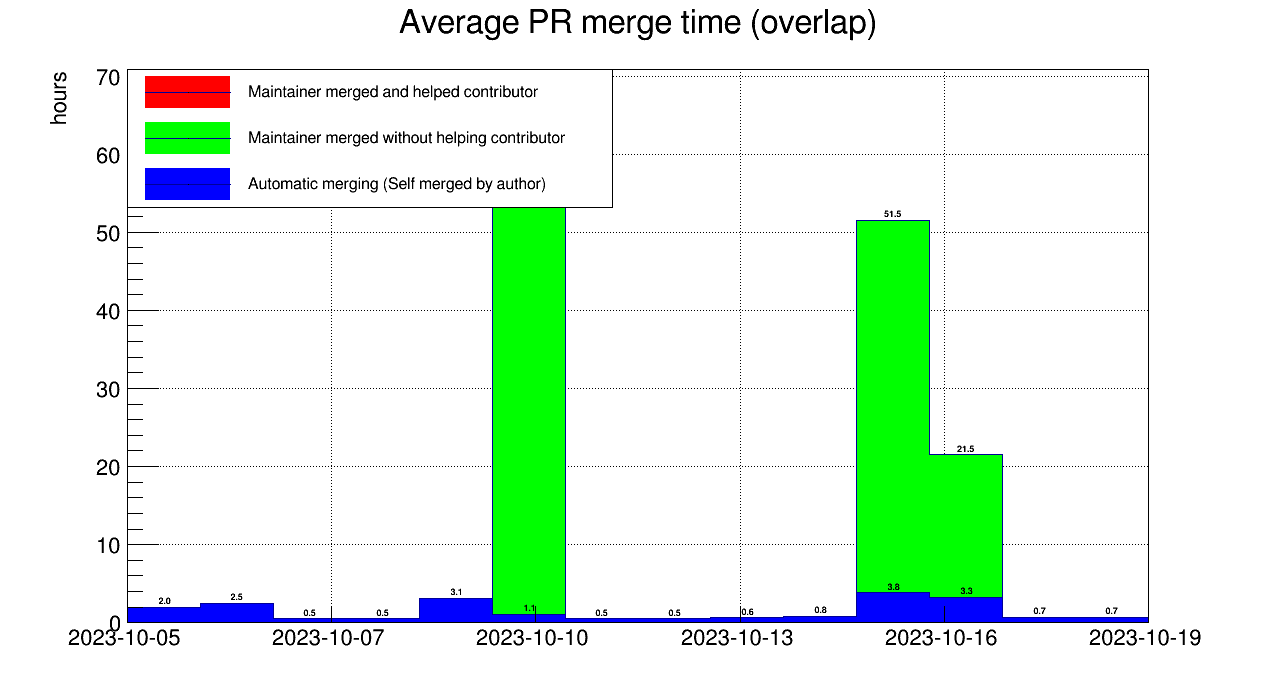 Average PR merge time (overlap)
hours
70
60
50
40
30
20
10
0
Maintainer merged and helped contributor
Maintainer merged without helping contributor
Automatic merging (Self merged by author)
51.5
21.5
2.0 2.5 0.5 0.5 3.1 1.1 0.5 0.5 0.6 0.8 3.8 3.3 0.7 0.7
2023-10-05 2023-10-07 2023-10-10 2023-10-13 2023-10-16 2023-10-19